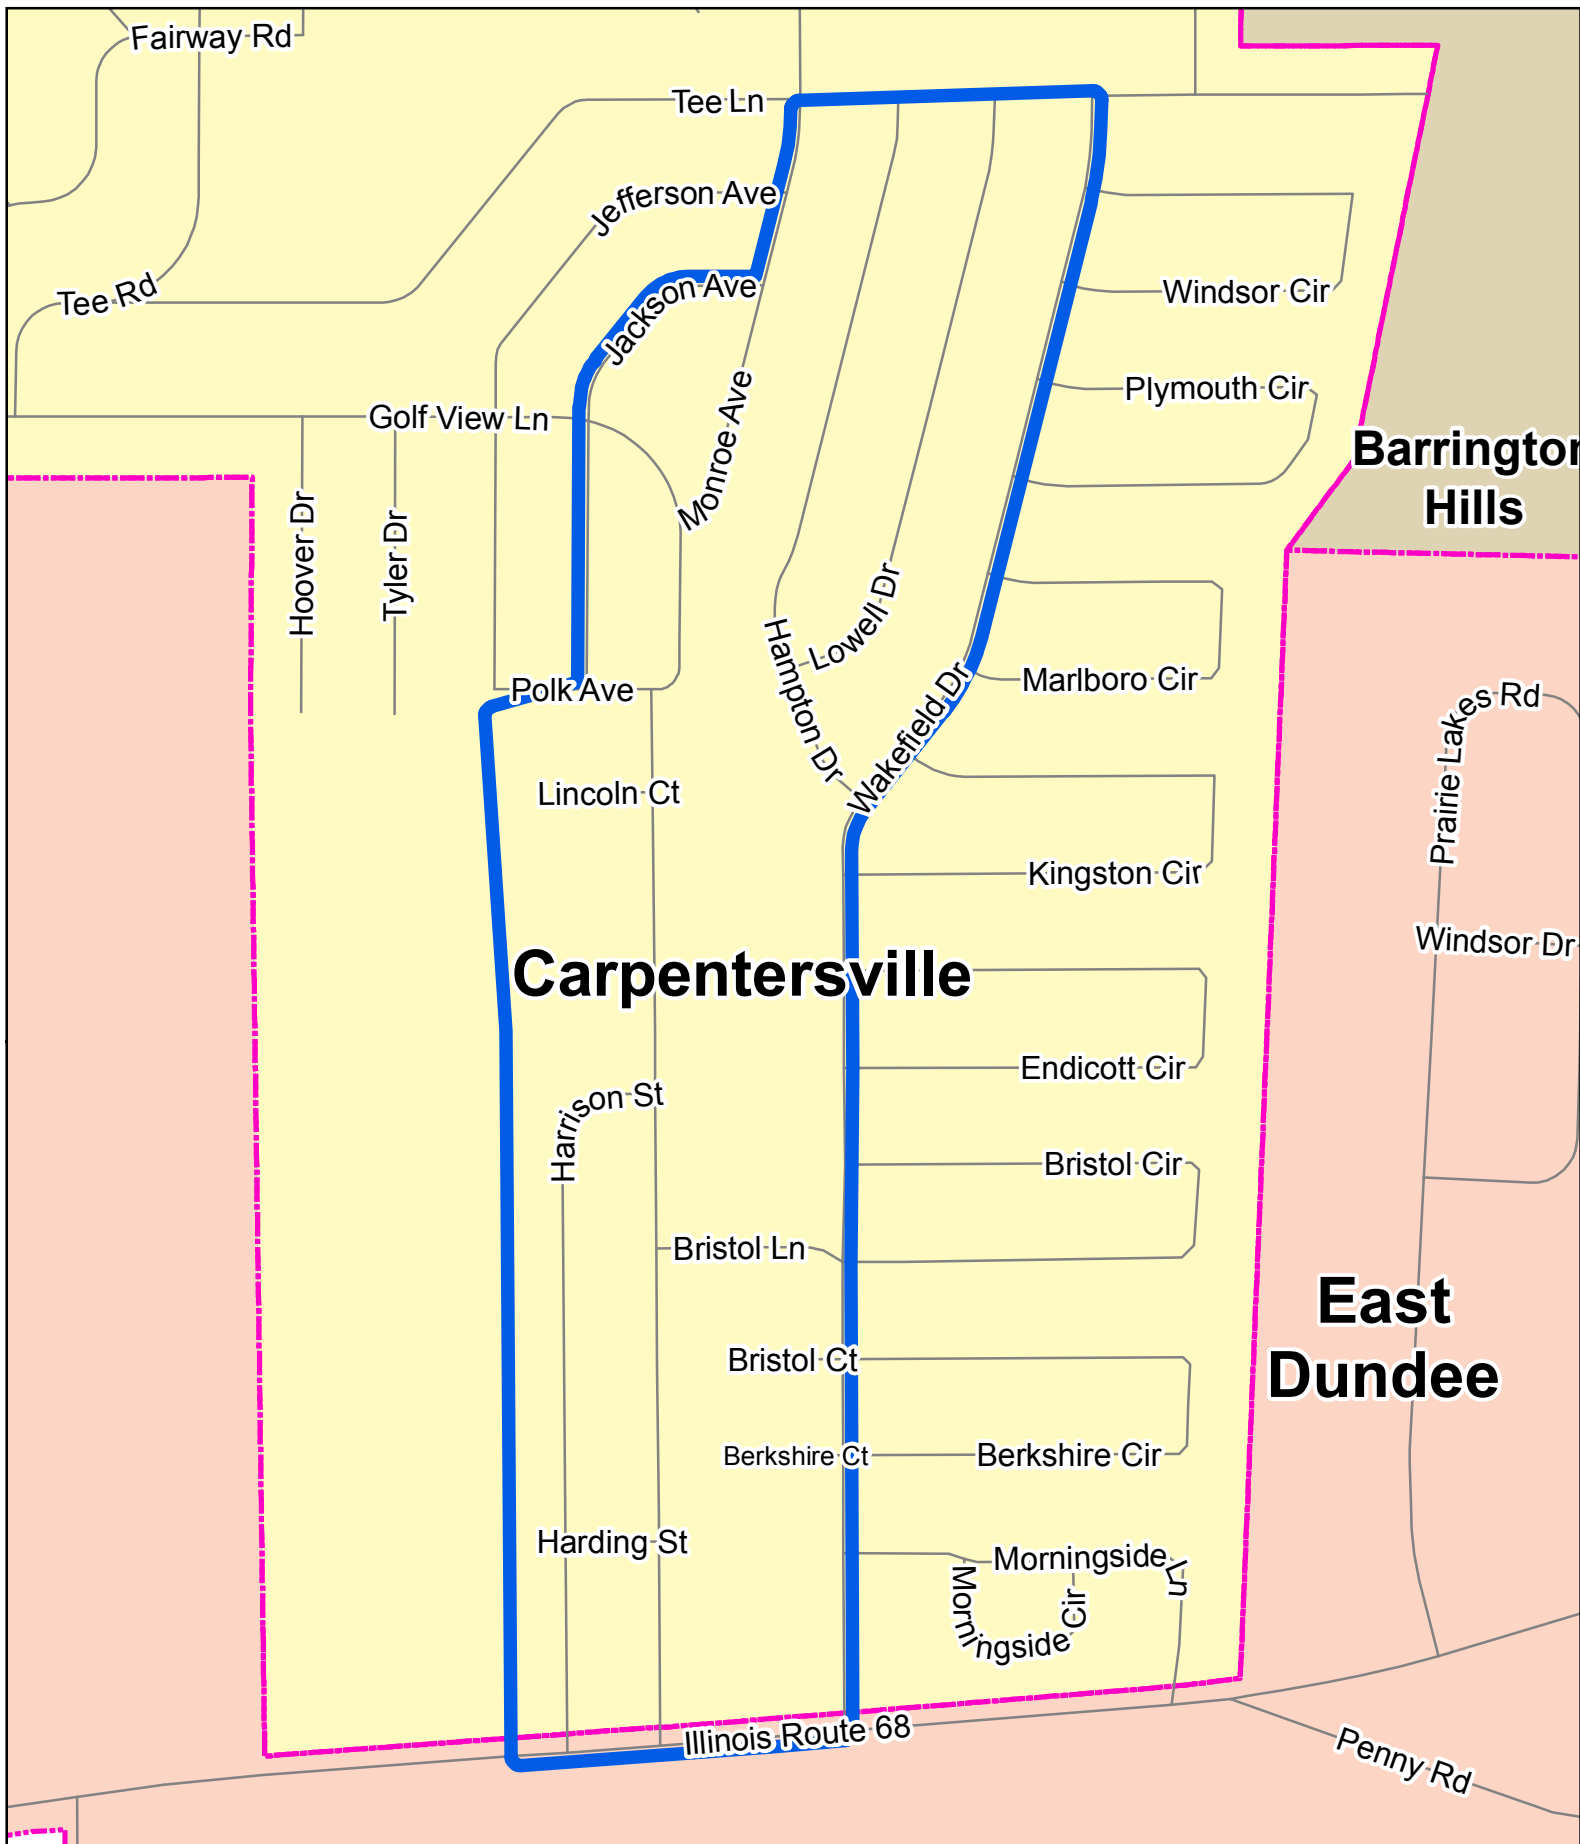 Fairway Rd
Tee Ln
Jefferson Ave
Tee Rd
Jackson Ave
Windsor Cir
Plymouth Cir
Golf View Ln
Monroe Ave
Barrington
Hills
Hoover Dr
Tyler Dr
Lowell Dr
Hampton Dr
Wakefield Dr
Polk Ave
Marlboro Cir
Prairie Lakes Rd
Lincoln Ct
Kingston Cir
Windsor Dr
Carpentersville
Endicott Cir
Harrison St
Bristol Cir
Bristol Ln
East
Dundee
Bristol Ct
Berkshire Ct
Berkshire Cir
Harding St
Morningside Ln
Morningside Cir
Illinois Route 68
Penny Rd